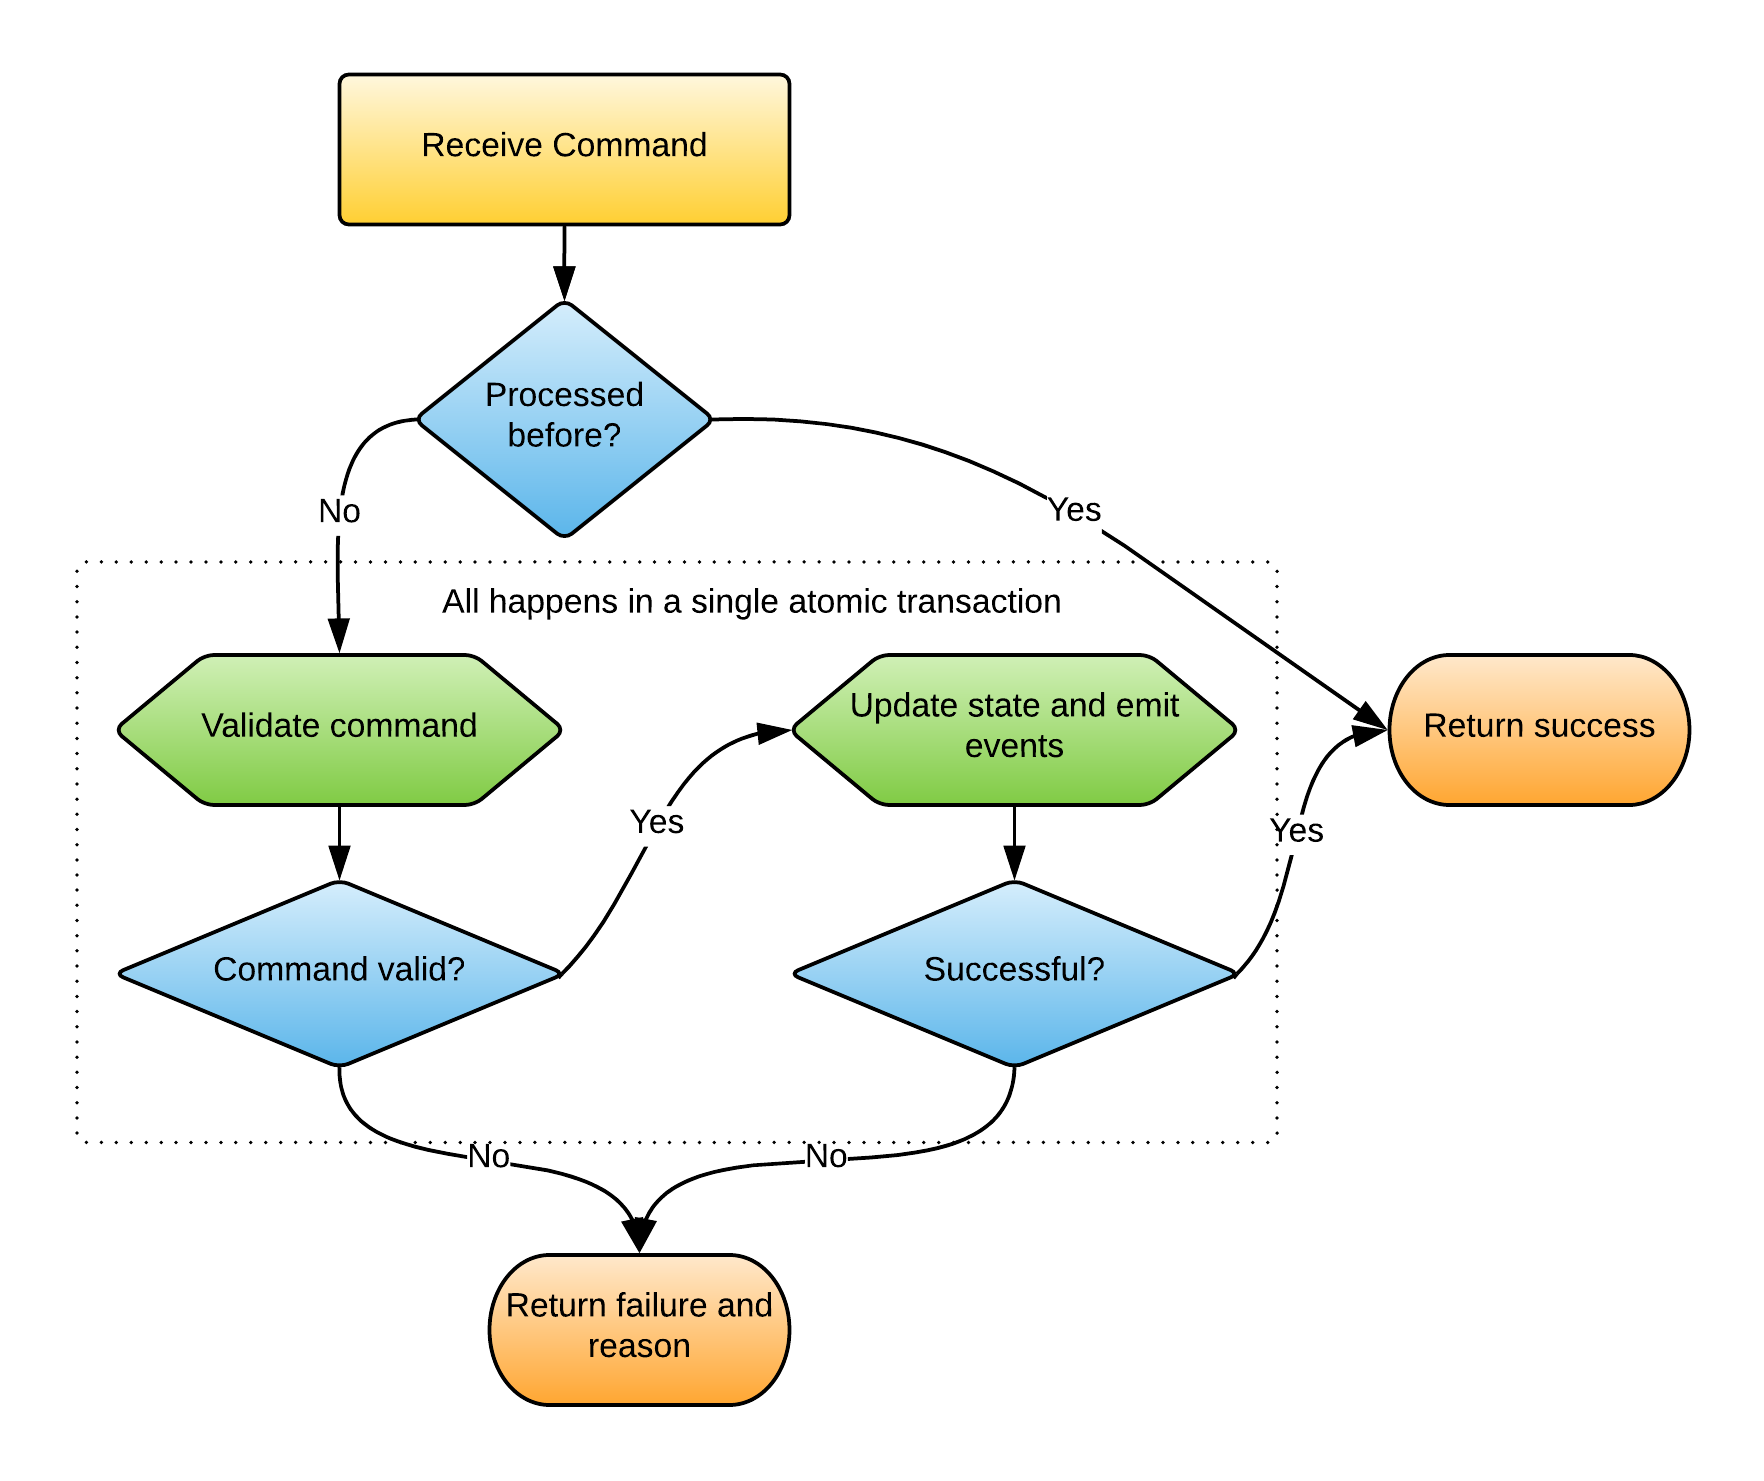 Receive Command
Processed
before?
No
Yes
All happens in a single atomic transaction
Validate command
Update state and emit
events
Return success
Yes
Yes
Command valid?
Successful?
No
No
Return failure and
reason